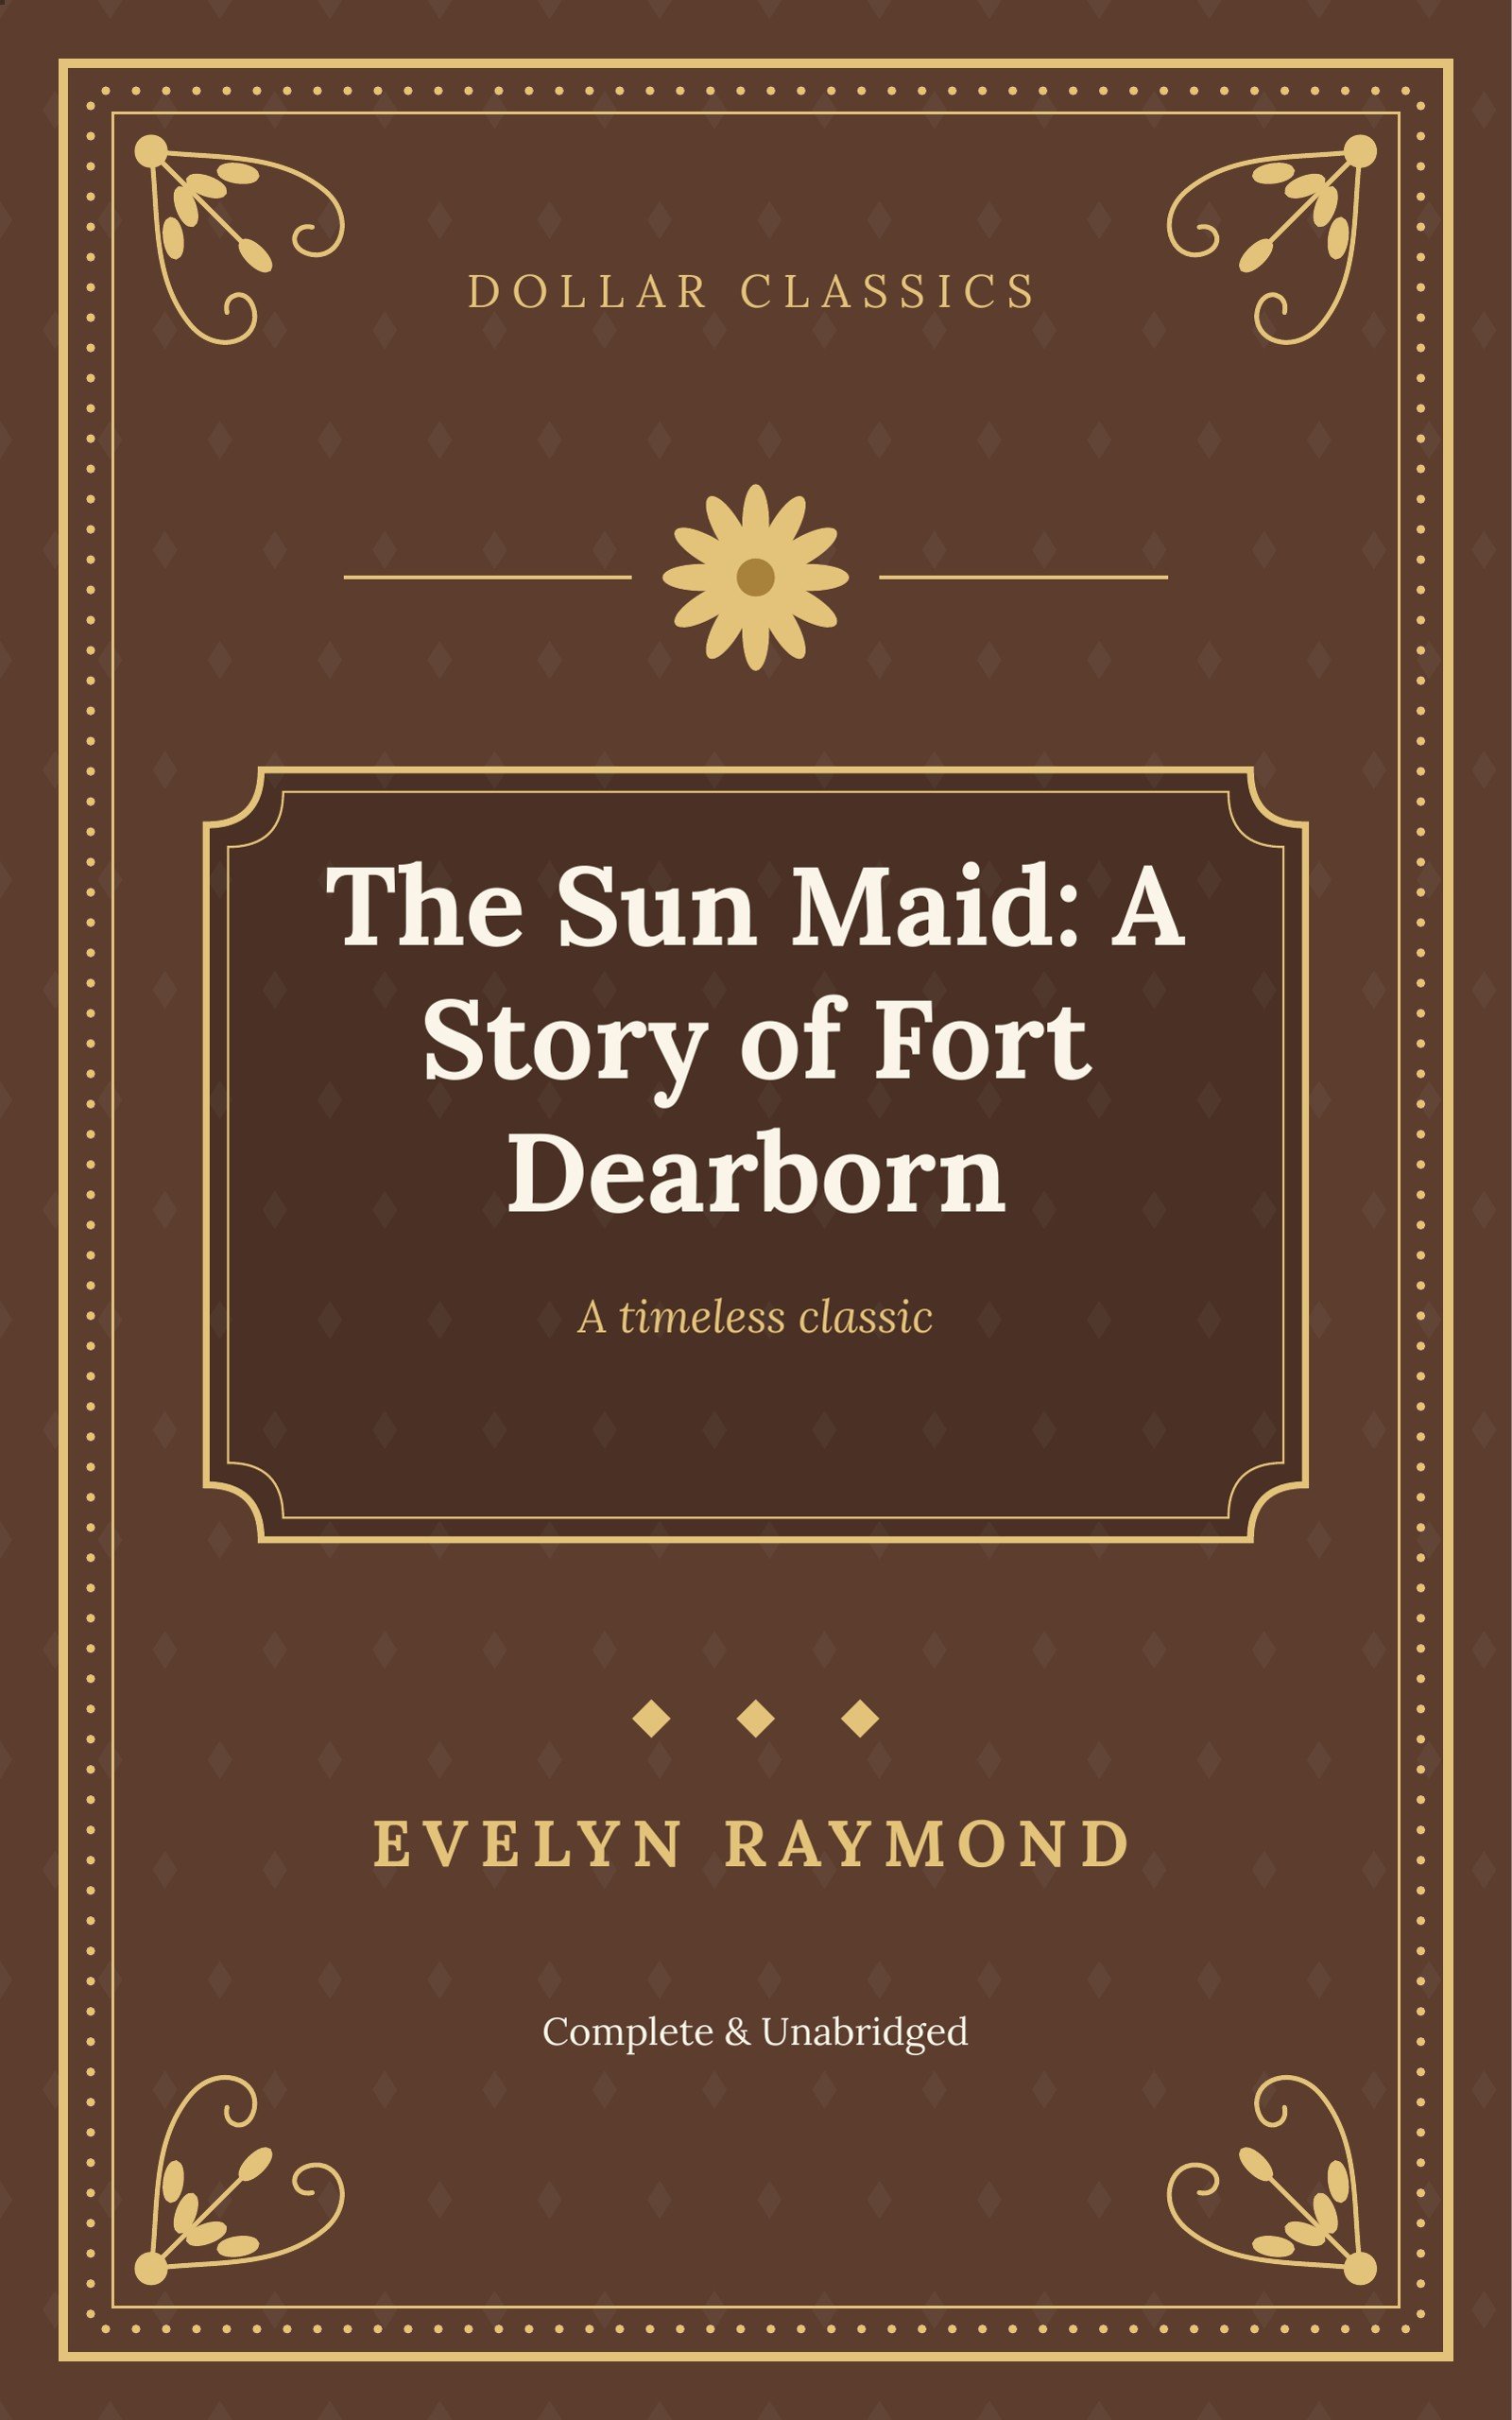 DOLLAR CLASSICS
The Sun Maid: A
Story of Fort
Dearborn
A timeless classic
EVELYN RAYMOND
Complete & Unabridged